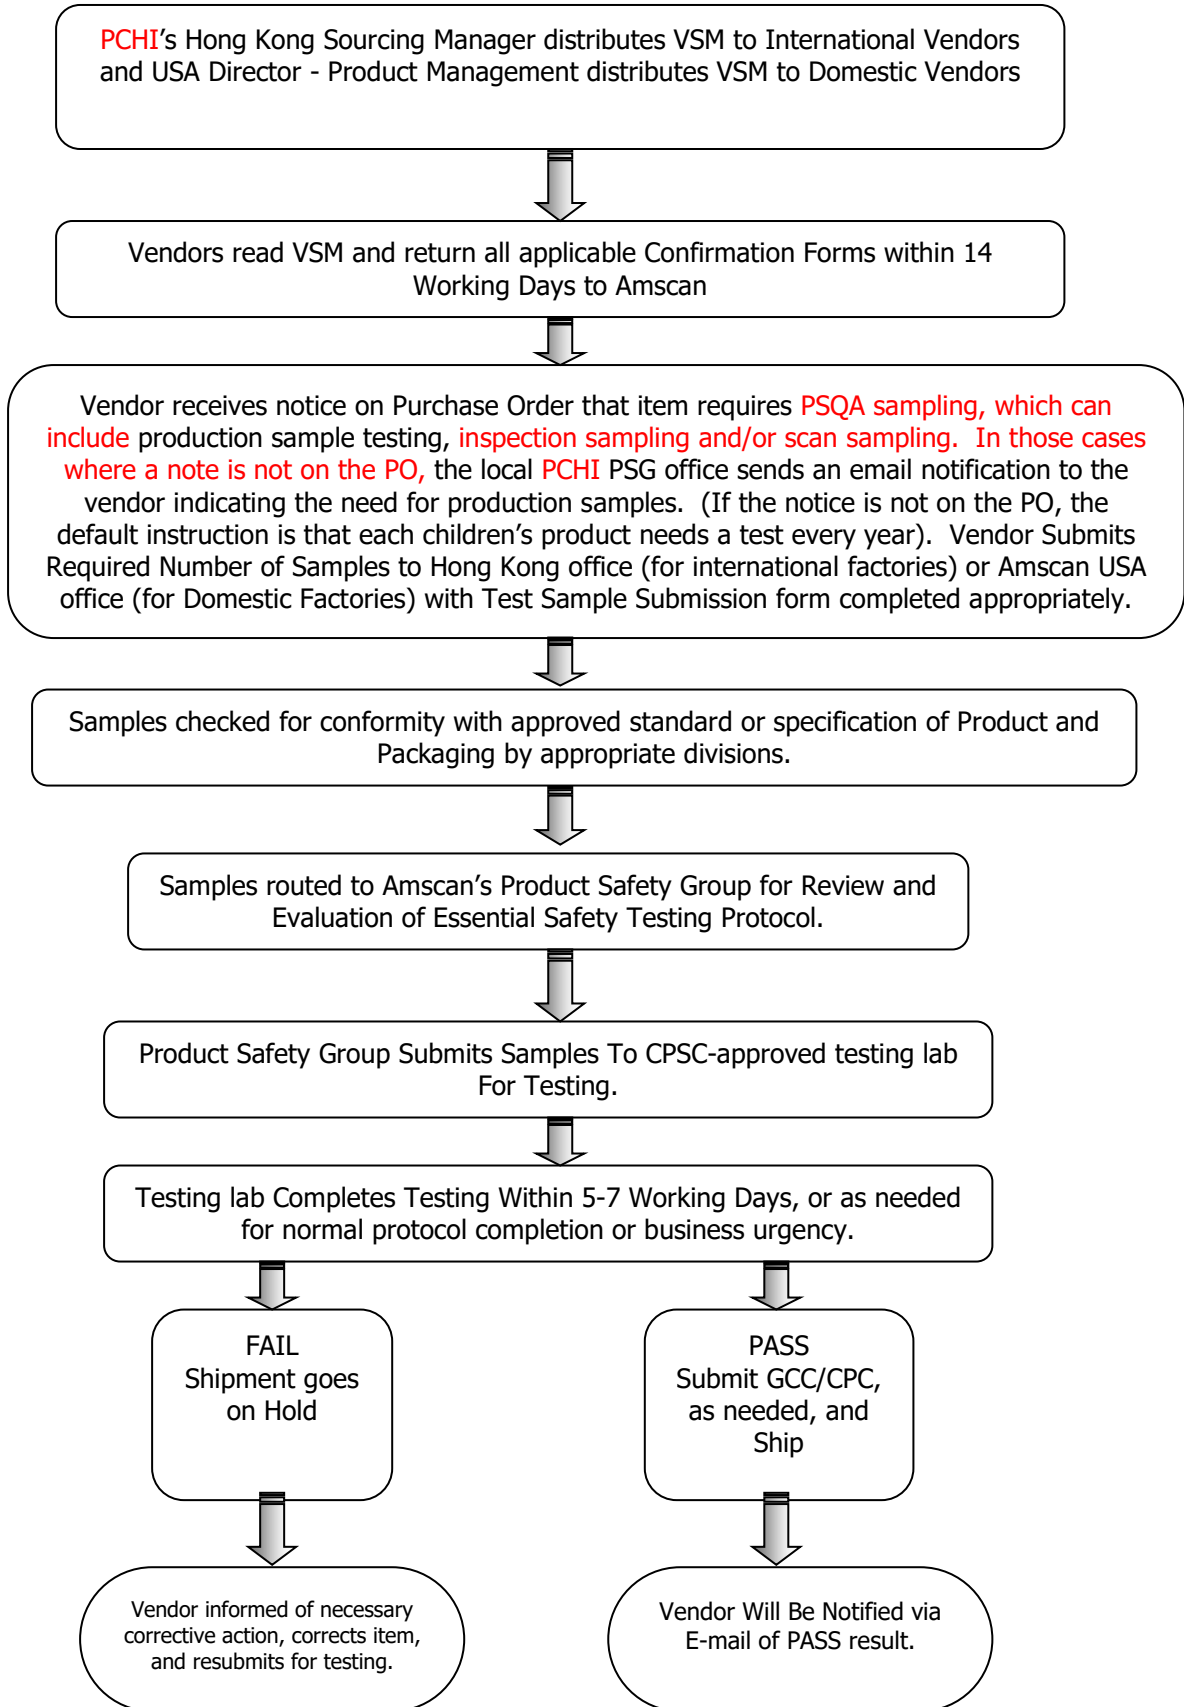 PCHI's Hong Kong Sourcing Manager distributes VSM to International Vendors
and USA Director - Product Management distributes VSM to Domestic Vendors
Vendors read VSM and return all applicable Confirmation Forms within 14
Working Days to Amscan
Vendor receives notice on Purchase Order that item requires PSQA sampling, which can
include production sample testing, inspection sampling and/or scan sampling. In those cases
where a note is not on the PO, the local PCHI PSG office sends an email notification to the
vendor indicating the need for production samples. (If the notice is not on the PO, the
default instruction is that each children's product needs a test every year). Vendor Submits
Required Number of Samples to Hong Kong office (for international factories) or Amscan USA
office (for Domestic Factories) with Test Sample Submission form completed appropriately.
Samples checked for conformity with approved standard or specification of Product and
Packaging by appropriate divisions.
Samples routed to Amscan's Product Safety Group for Review and
Evaluation of Essential Safety Testing Protocol.
Product Safety Group Submits Samples To CPSC-approved testing lab
For Testing.
Testing lab Completes Testing Within 5-7 Working Days, or as needed
for normal protocol completion or business urgency.
FAIL
Shipment goes
on Hold
PASS
Submit GCC/CPC,
as needed, and
Ship
Vendor informed of necessary
corrective action, corrects item,
and resubmits for testing.
Vendor Will Be Notified via
E-mail of PASS result.